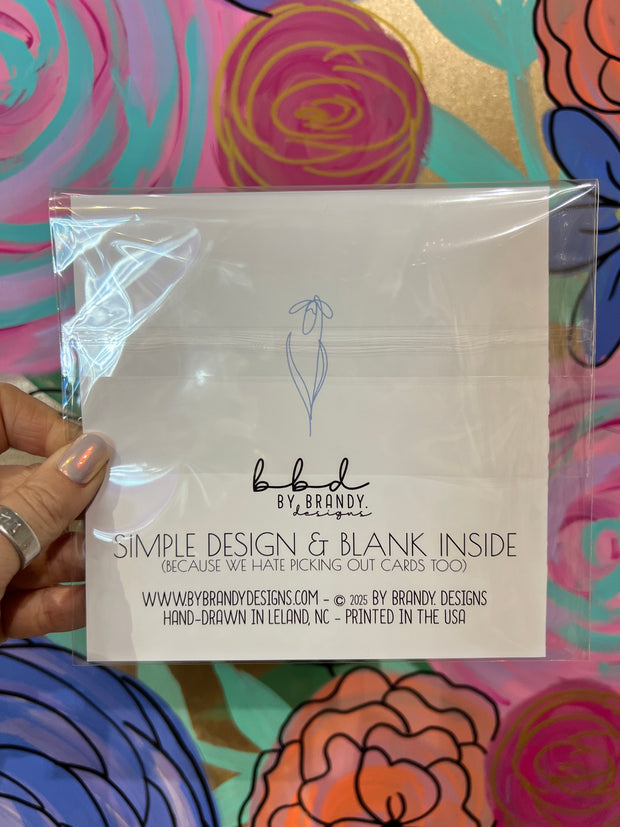 bbd
BY BRANDY.
designs
SIMPLE DESIGN & BLANK INSIDE
(BECAUSE WE HATE PICKING OUT CARDS TOO)
WWW.BYBRANDYDESIGNS.COM - © 2025 BY BRANDY. DESIGNS
HAND-DRAWN IN LELAND, NC - PRINTED IN THE USA